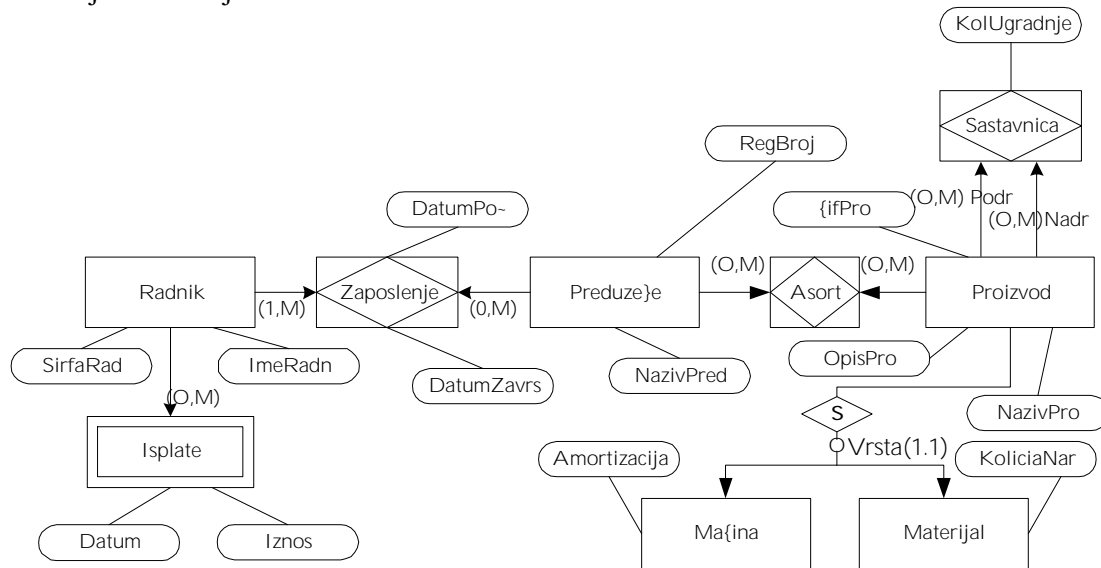 KolUgradnje
Sastavnica
RegBroj
DatumPo~
{ifPro
(O,M) Podr
(O,M) Nadr
Radnik
(1,M)
Zaposlenje
(0,M)
Preduze}e
(O,M)
Asort
(O,M)
Proizvod
SirfaRad
ImeRadn
(O,M)
DatumZavrs
NazivPred
OpisPro
NazivPro
S
Vrsta(1.1)
Isplate
Amortizacija
KoliciaNar
Datum
Iznos
Ma{ina
Materijal